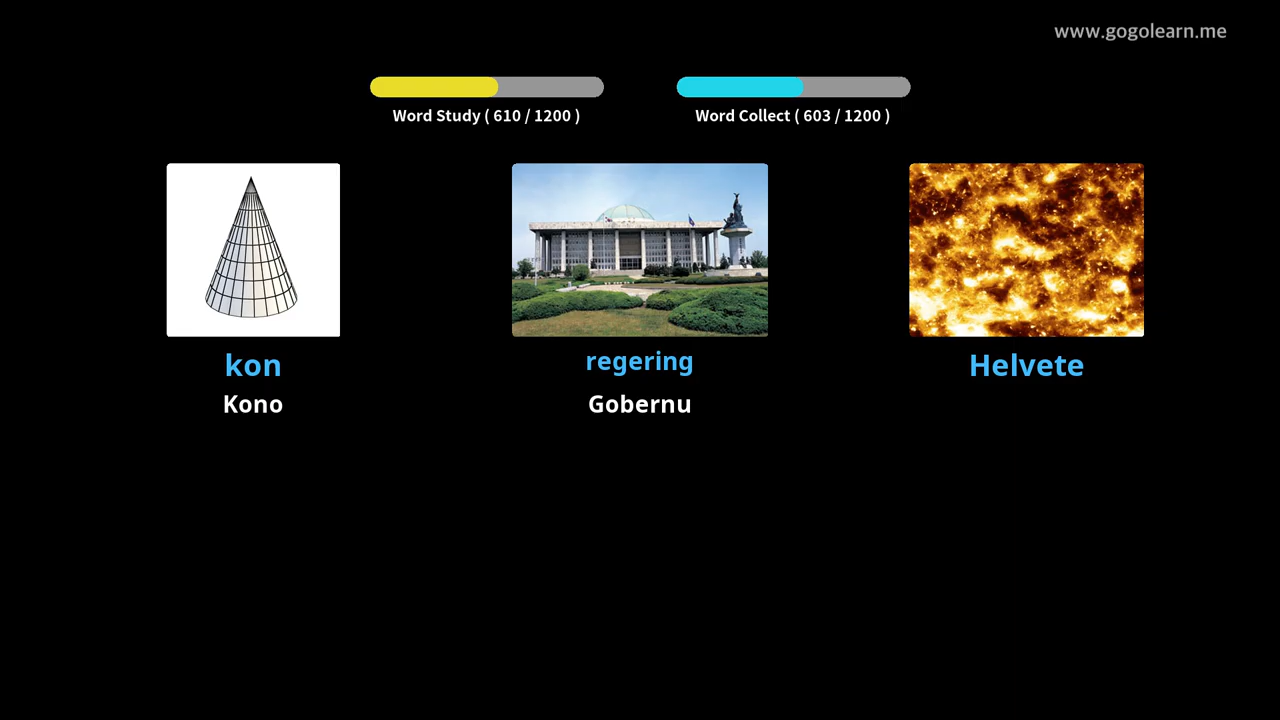 www.gogolearn.me
Word Study ( 610 / 1200 )
Word Collect ( 603 / 1200 )
kon
regering
Helvete
Kono
Gobernu